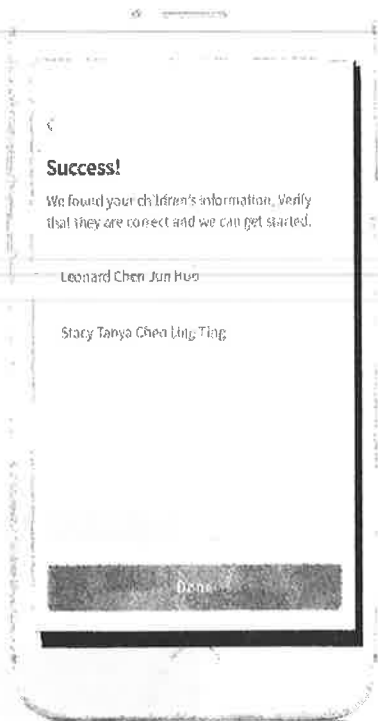 Success!
We found your children's information. Verify
that they are correct and we can get started.
Leonard Chen Jun Hao
Stacy Tanya Chen Ling Ting
Done